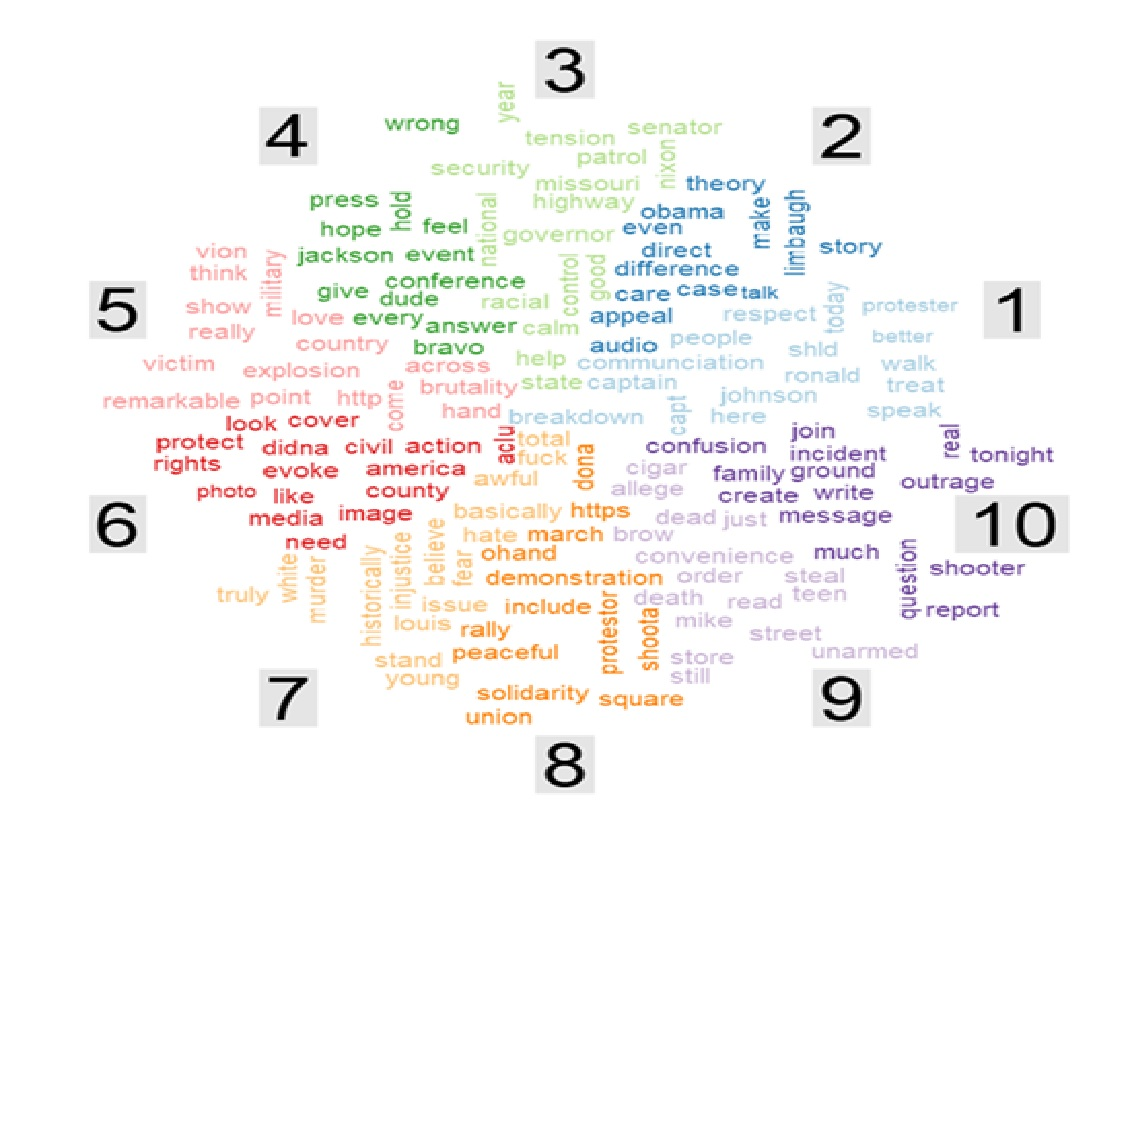 3
year
wrong
4
2
tension senator
security patrol nixon
missouri theory
press hold national highway obama make limbaugh
hope feel governor even story
vion jackson event direct
think military conference control good difference
give dude racial care case talk today
5
show love every answer calm appeal respect protester
1
really country bravo audio people better
victim explosion across help communciation shld walk
remarkable point http come brutality state captain ronald treat
hand breakdown capt johnson here speak
look cover aclu total join real
protect didna civil action fuck dona confusion incident tonight
rights evoke america awful cigar family ground outrage
photo like county allege create write
media image basically https dead just message
6
10
need hate march brow
white murder historically injustice believe fear ohand convenience much question shooter
truly demonstration order steal
issue include protestor shoota death read teen report
louis rally mike street
stand peaceful store unarmed
young still
7
solidarity square
9
union
8